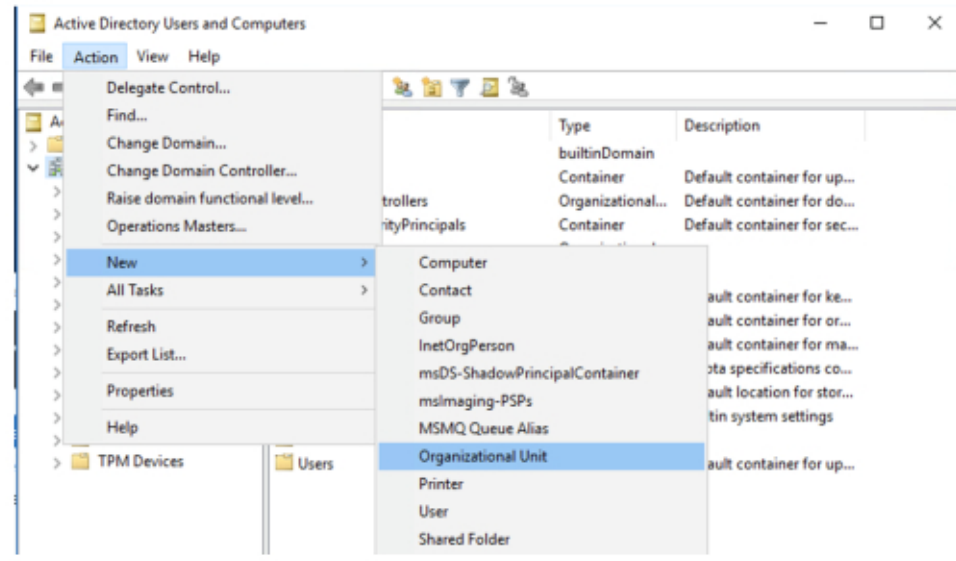 Active Directory Users and Computers
File Action View Help
Delegate Control...
Find...
Change Domain...
Change Domain Controller...
Raise domain functional level...
Operations Masters...
New
All Tasks
Refresh
Export List...
Properties
Help
TPM Devices
Type Description
builtinDomain
Container Default container for up...
trollers Organizational... Default container for do...
rityPrincipals Container Default container for sec...
Computer
Contact
Group
InetOrgPerson
msDS-ShadowPrincipalContainer
msImaging-PSPs
MSMQ Queue Alias
Organizational Unit
Printer
User
Shared Folder
ault container for ke...
ault container for or...
ault container for ma...
ota specifications co...
ault location for stor...
tin system settings
Users ault container for up...